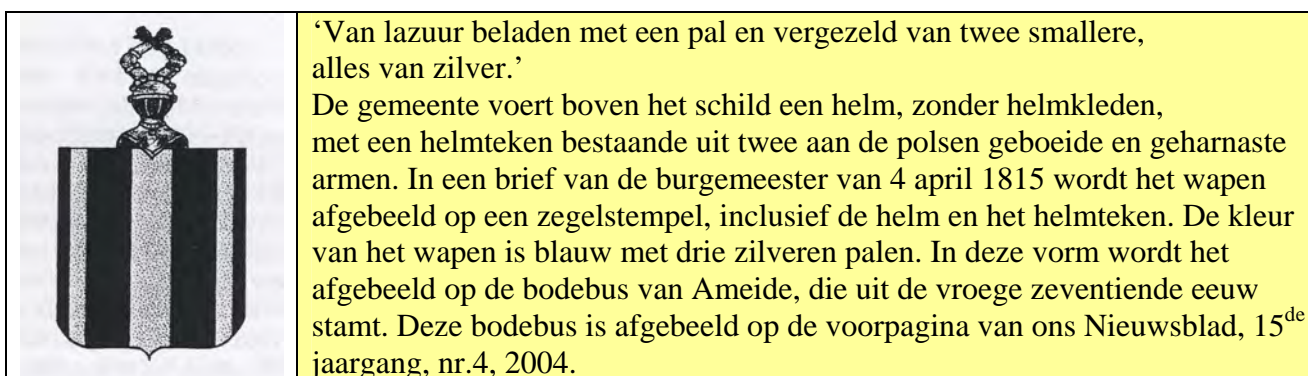 ‘Van lazuur beladen met een pal en vergezeld van twee smallere,
alles van zilver.’
De gemeente voert boven het schild een helm, zonder helmkleden,
met een helmteken bestaande uit twee aan de polsen geboeide en geharnaste
armen. In een brief van de burgemeester van 4 april 1815 wordt het wapen
afgebeeld op een zegelstempel, inclusief de helm en het helmteken. De kleur
van het wapen is blauw met drie zilveren palen. In deze vorm wordt het
afgebeeld op de bodebus van Ameide, die uit de vroege zeventiende eeuw
stamt. Deze bodebus is afgebeeld op de voorpagina van ons Nieuwsblad, 15de
jaargang, nr.4, 2004.